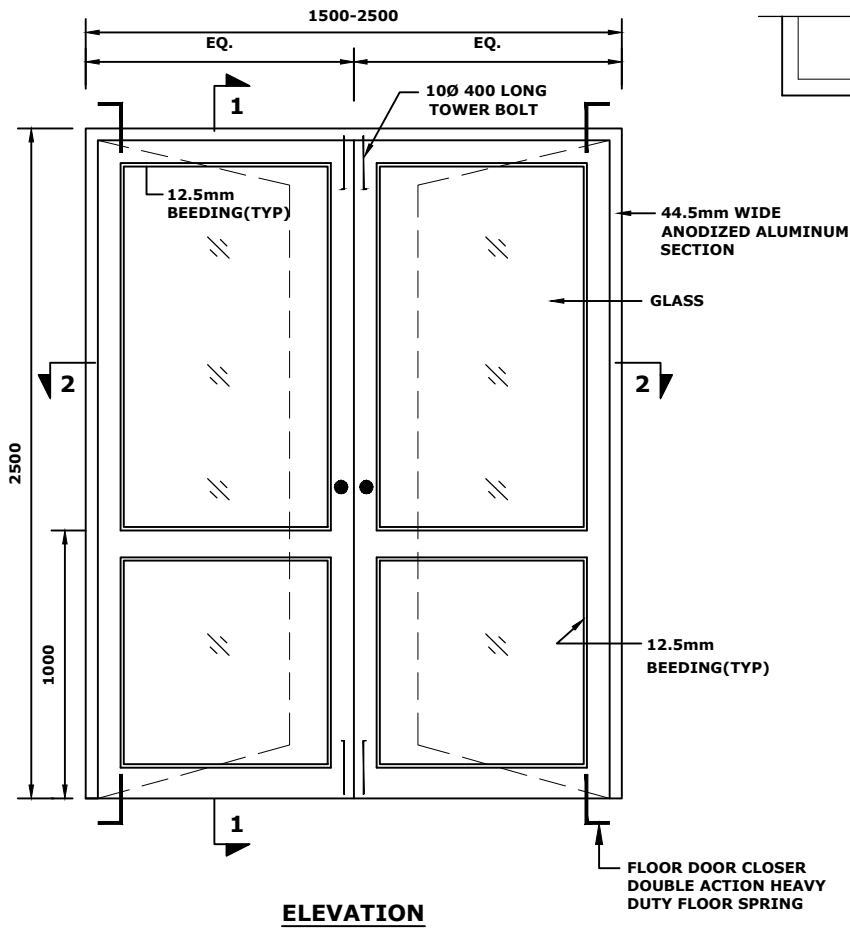 1500-2500
EQ.
EQ.
1
10Ø 400 LONG
TOWER BOLT
12.5mm
BEEDING(TYP)
44.5mm WIDE
ANODIZED ALUMINUM
SECTION
GLASS
2
2
2500
1000
12.5mm
BEEDING(TYP)
1
FLOOR DOOR CLOSER
DOUBLE ACTION HEAVY
DUTY FLOOR SPRING
ELEVATION